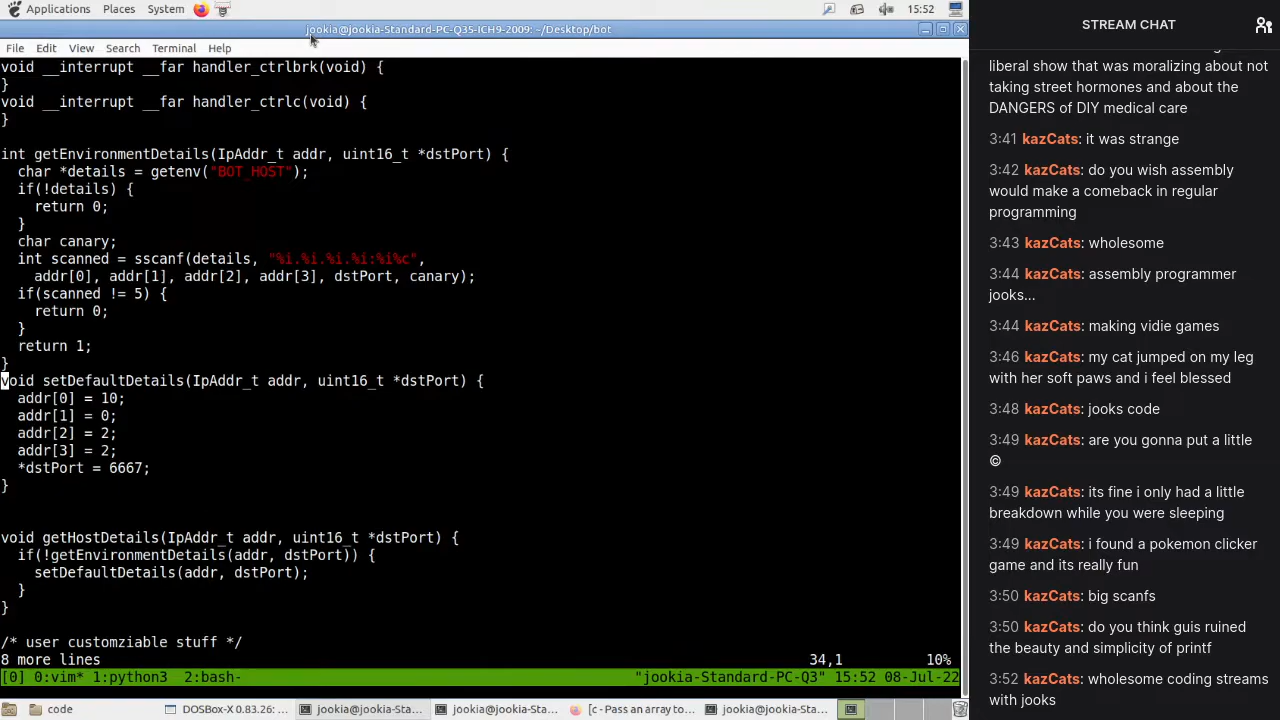 Applications Places System 15:52
jookia@jookia-Standard-PC-Q35-ICH9-2009: ~/Desktop/bot
File Edit View Search Terminal Help
void __interrupt __far handler_ctrlbrk(void) {
}
void __interrupt __far handler_ctrlc(void) {
}
int getEnvironmentDetails(IpAddr_t addr, uint16_t *dstPort) {
char *details = getenv("BOT_HOST");
if(!details) {
return 0;
}
char canary;
int scanned = sscanf(details, "%i.%i.%i.%i:%i%c",
addr[0], addr[1], addr[2], addr[3], dstPort, canary);
if(scanned != 5) {
return 0;
}
return 1;
}
void setDefaultDetails(IpAddr_t addr, uint16_t *dstPort) {
addr[0] = 10;
addr[1] = 0;
addr[2] = 2;
addr[3] = 2;
*dstPort = 6667;
}
void getHostDetails(IpAddr_t addr, uint16_t *dstPort) {
if(!getEnvironmentDetails(addr, dstPort)) {
setDefaultDetails(addr, dstPort);
}
}
/* user customziable stuff */
8 more lines 34,1 10%
[0] 0:vim* 1:python3 2:bash- "jookia-Standard-PC-Q3" 15:52 08-Jul-22
code DOSBox-X 0.83.26: ... jookia@jookia-Sta... jookia@jookia-Sta... [c - Pass an array to... jookia@jookia-Sta...
STREAM CHAT
liberal show that was moralizing about not
taking street hormones and about the
DANGERS of DIY medical care
3:41 kazCats: it was strange
3:42 kazCats: do you wish assembly
would make a comeback in regular
programming
3:43 kazCats: wholesome
3:44 kazCats: assembly programmer
jooks...
3:44 kazCats: making vidie games
3:46 kazCats: my cat jumped on my leg
with her soft paws and i feel blessed
3:48 kazCats: jooks code
3:49 kazCats: are you gonna put a little
©
3:49 kazCats: its fine i only had a little
breakdown while you were sleeping
3:49 kazCats: i found a pokemon clicker
game and its really fun
3:50 kazCats: big scanfs
3:50 kazCats: do you think guis ruined
the beauty and simplicity of printf
3:52 kazCats: wholesome coding streams
with jooks